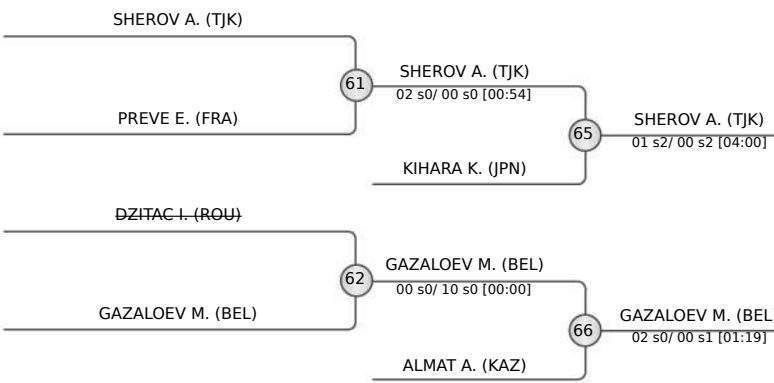 SHEROV A. (TJK)
61
SHEROV A. (TJK)
02 s0/ 00 s0 [00:54]
PREVE E. (FRA)
65
SHEROV A. (TJK)
01 s2/ 00 s2 [04:00]
KIHARA K. (JPN)
DZITAC I. (ROU)
62
GAZALOEV M. (BEL)
00 s0/ 10 s0 [00:00]
GAZALOEV M. (BEL)
66
GAZALOEV M. (BEL)
02 s0/ 00 s1 [01:19]
ALMAT A. (KAZ)